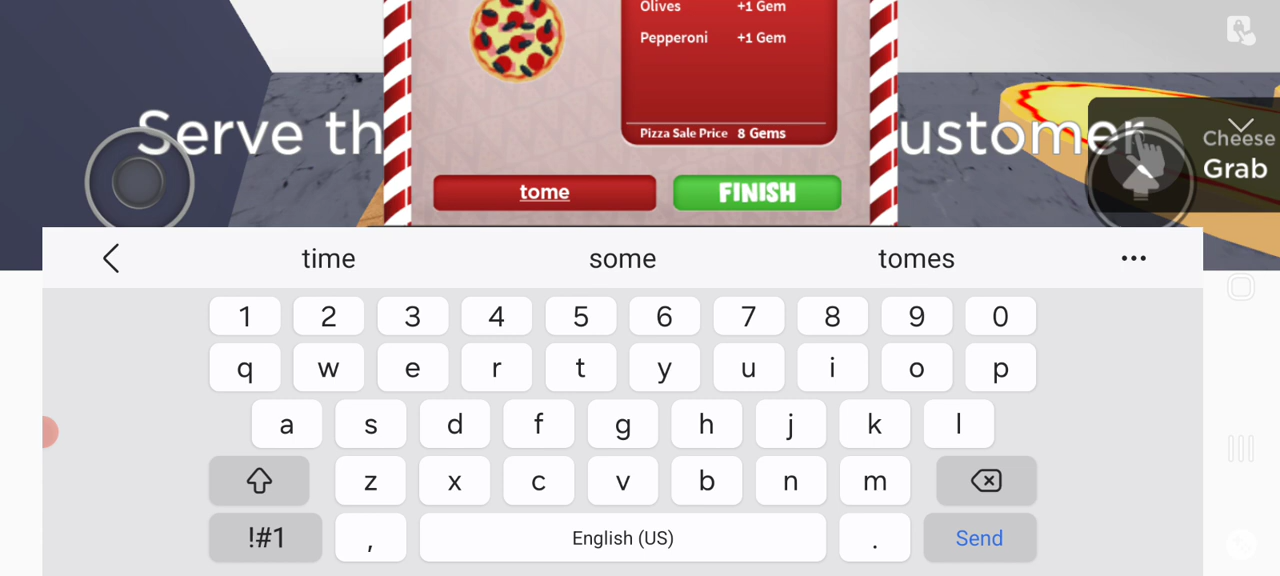 Olives +1 Gem
Pepperoni +1 Gem
Serve th
ustomer
Pizza Sale Price 8 Gems
Cheese
Grab
tome
FINISH
time some tomes
1 2 3 4 5 6 7 8 9 0
q w e r t y u i o p
a s d f g h j k l
z x c v b n m
!#1 , English (US) . Send